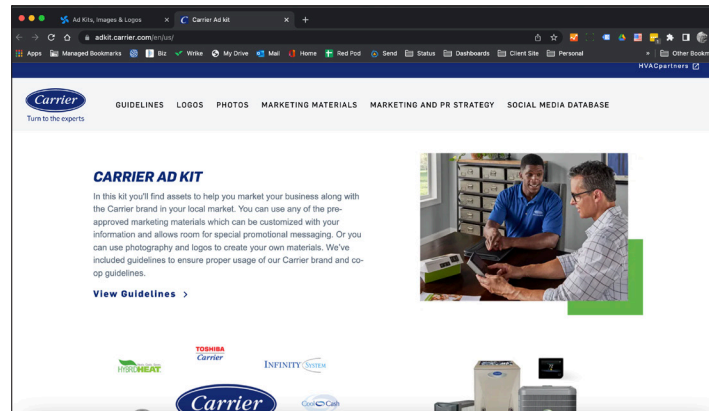 Ad Kits, Images & Logos
Carrier Ad kit
adkit.carrier.com/en/us/
Apps Managed Bookmarks Biz Wrike My Drive Mail Home Red Pod Send Status Dashboards Client Site Personal » Other Bookm
HVACpartners
Carrier
Turn to the experts
GUIDELINES LOGOS PHOTOS MARKETING MATERIALS MARKETING AND PR STRATEGY SOCIAL MEDIA DATABASE
CARRIER AD KIT
In this kit you'll find assets to help you market your business along with
the Carrier brand in your local market. You can use any of the pre-
approved marketing materials which can be customized with your
information and allows room for special promotional messaging. Or you
can use photography and logos to create your own materials. We've
included guidelines to ensure proper usage of our Carrier brand and co-
op guidelines.
View Guidelines >
TOSHIBA
Carrier
HYBRIDHEAT
INFINITY SYSTEM
Carrier
Cool Cash